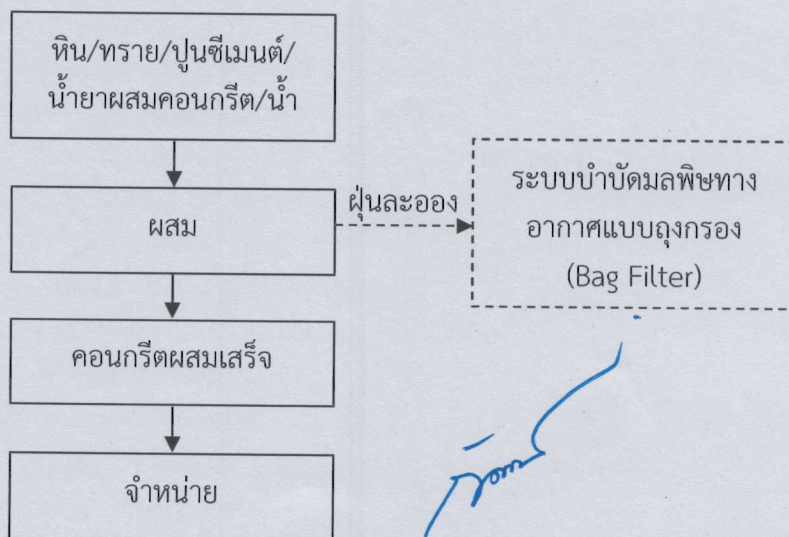 หิน/ทราย/ปูนซีเมนต์/
น้ำยาผสมคอนกรีต/น้ำ
ผสม
ฝุ่นละออง
ระบบบำบัดมลพิษทาง
อากาศแบบถุงกรอง
(Bag Filter)
คอนกรีตผสมเสร็จ
จำหน่าย